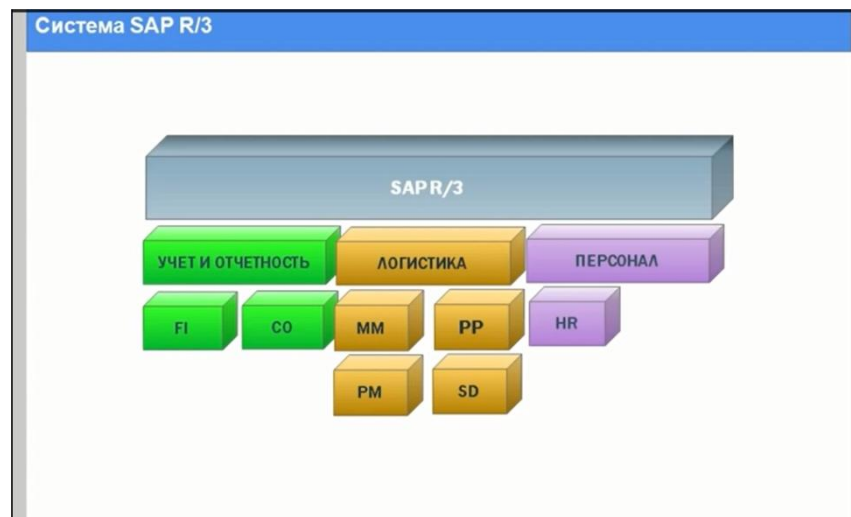 Система SAP R/3
SAP R/3
УЧЕТ И ОТЧЕТНОСТЬ
ЛОГИСТИКА
ПЕРСОНАЛ
FI
CO
MM
PP
HR
PM
SD